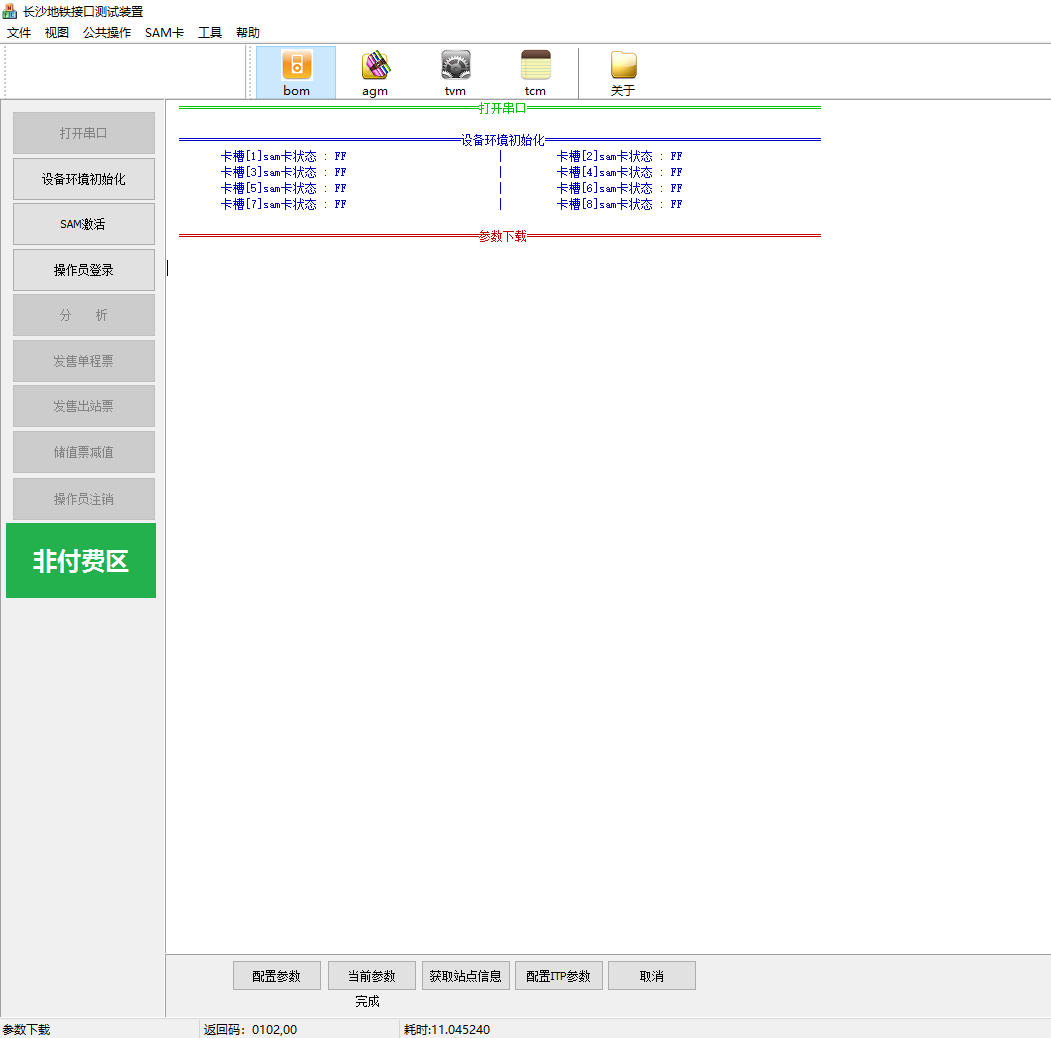 长沙地铁接口测试装置
文件 视图 公共操作 SAM卡 工具 帮助
bom agm tvm tcm 关于
打开串口
设备环境初始化
SAM激活
操作员登录
分 析
发售单程票
发售出站票
储值票减值
操作员注销
非付费区
打开串口
设备环境初始化
卡槽[1]sam卡状态 : FF | 卡槽[2]sam卡状态 : FF
卡槽[3]sam卡状态 : FF | 卡槽[4]sam卡状态 : FF
卡槽[5]sam卡状态 : FF | 卡槽[6]sam卡状态 : FF
卡槽[7]sam卡状态 : FF | 卡槽[8]sam卡状态 : FF
参数下载
配置参数 当前参数 获取站点信息 配置ITP参数 取消
完成
参数下载 返回码：0102,00 耗时:11.045240